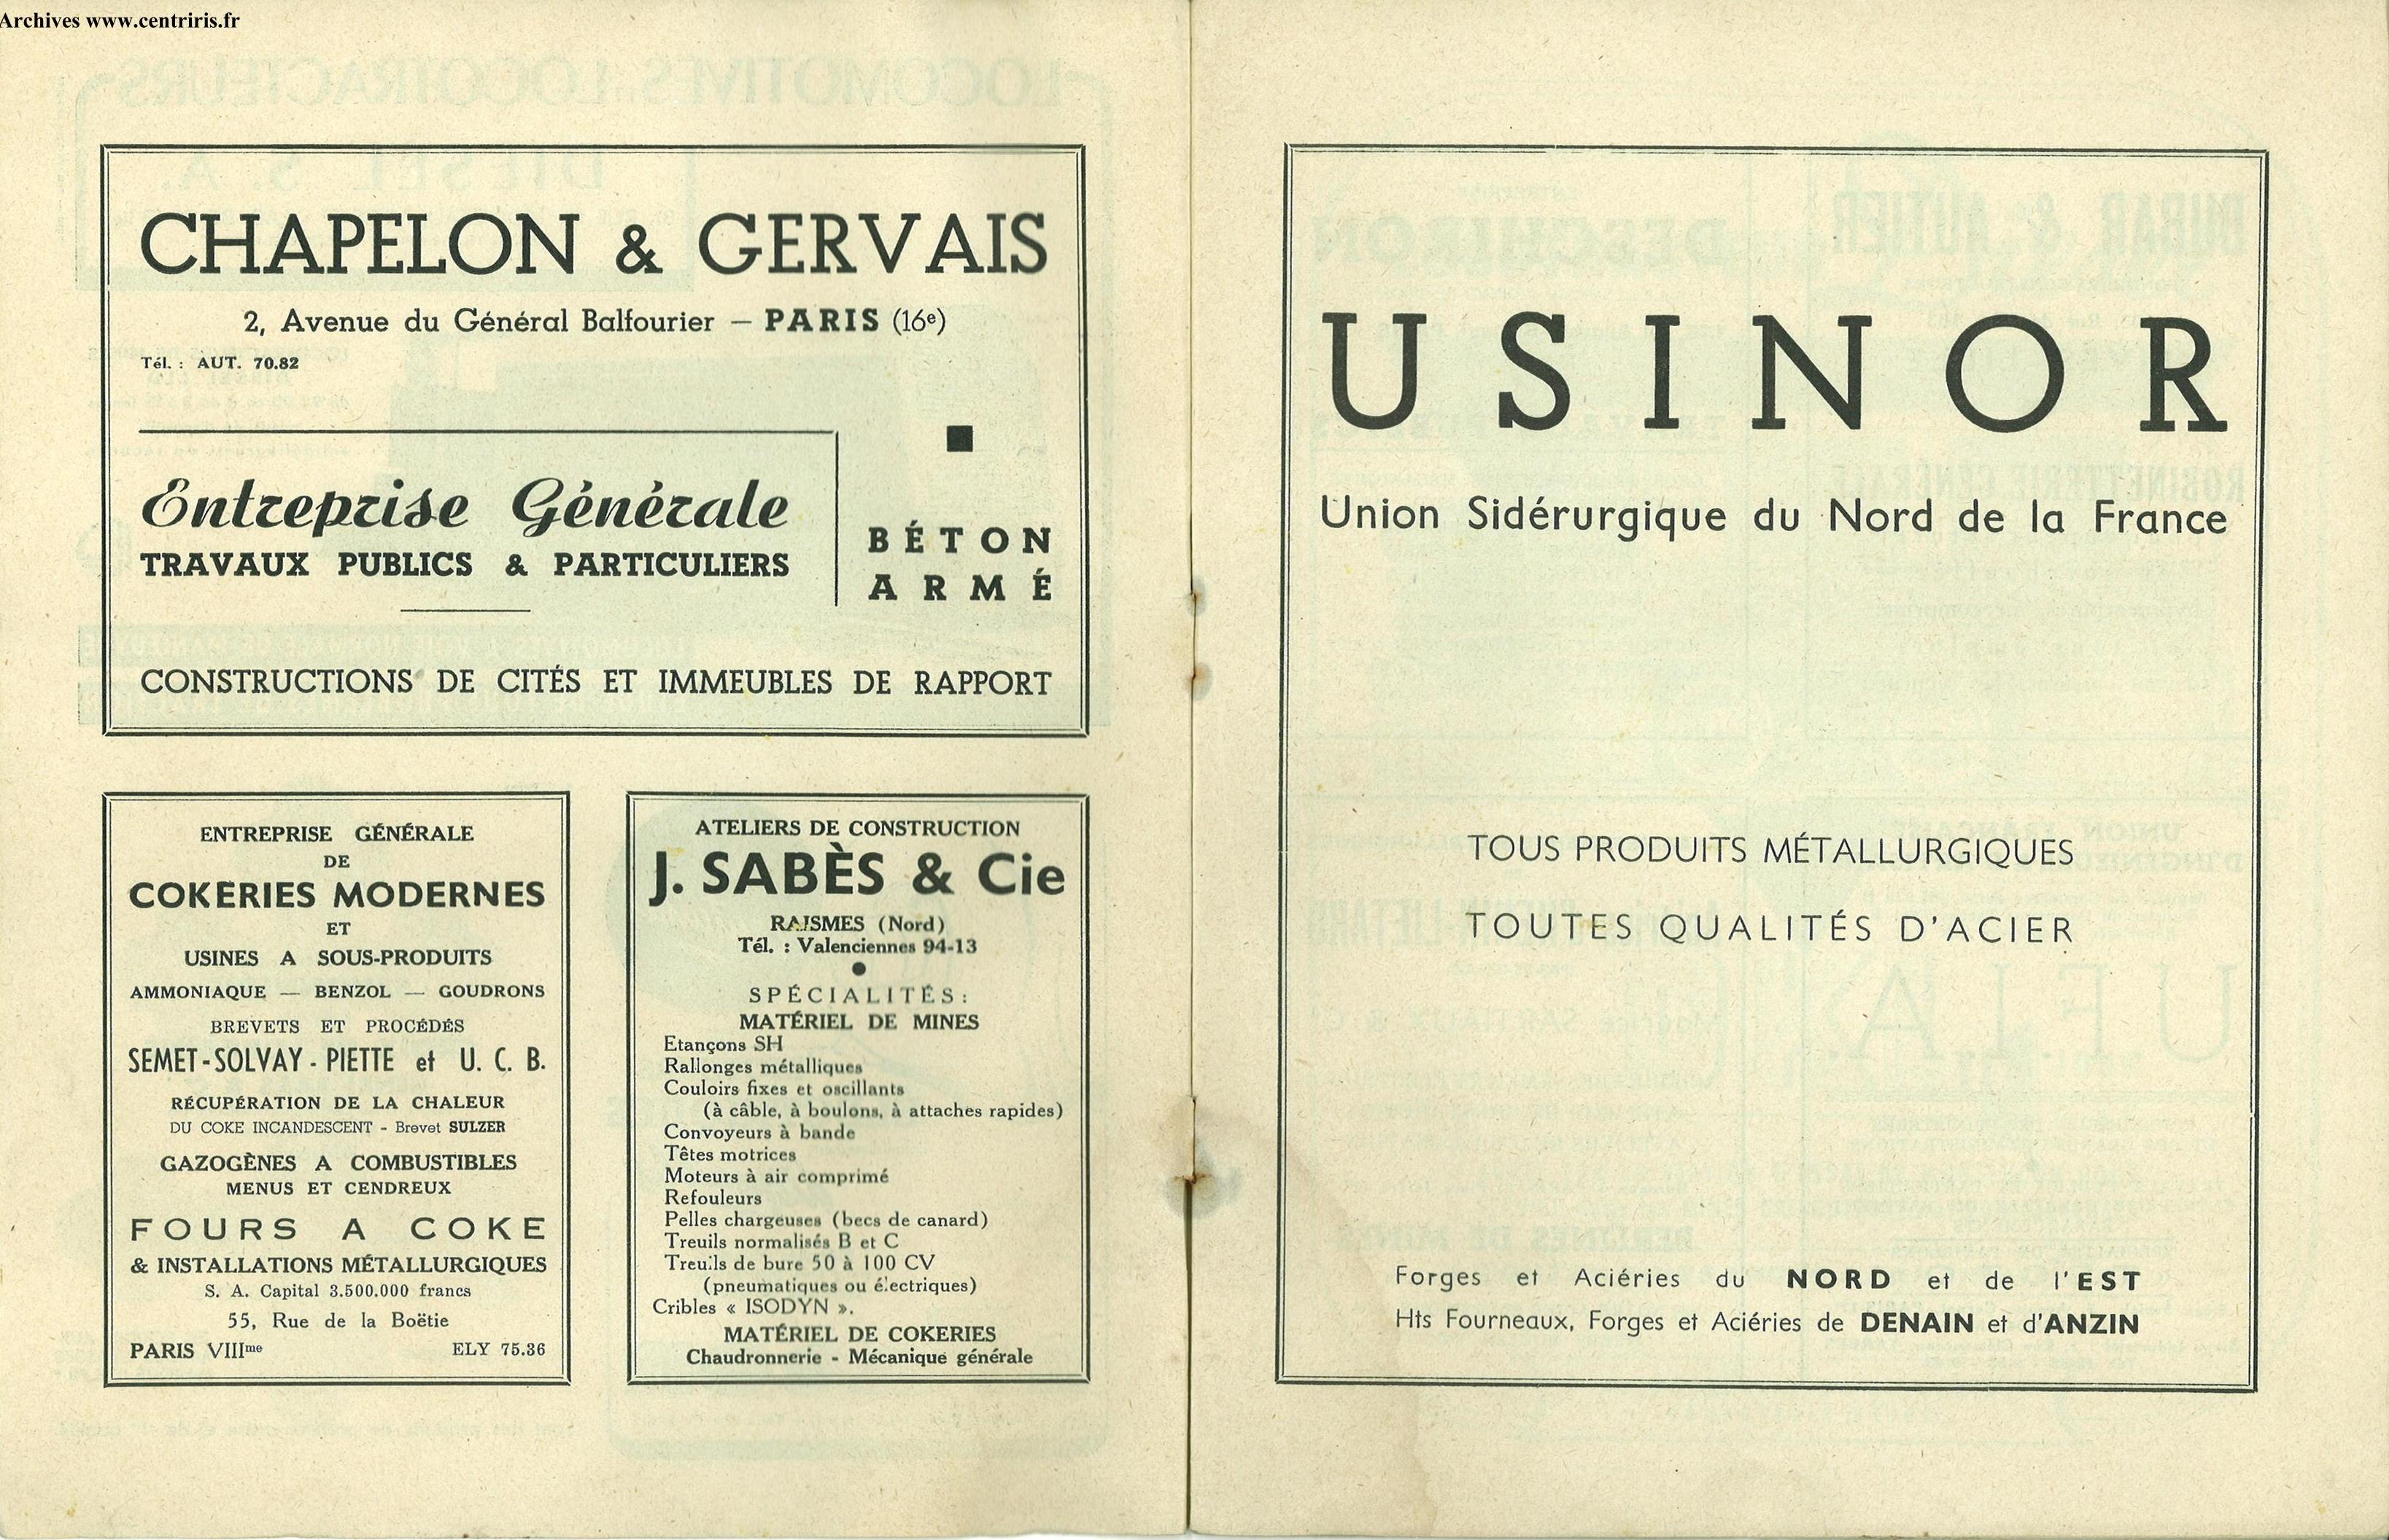 Archives www.centriris.fr
CHAPELON & GERVAIS
2, Avenue du Général Balfourier — PARIS (16e)
Tél. : AUT. 70.82
Entreprise Générale
TRAVAUX PUBLICS & PARTICULIERS
BÉTON
ARMÉ
CONSTRUCTIONS DE CITÉS ET IMMEUBLES DE RAPPORT
ENTREPRISE GÉNÉRALE
DE
COKERIES MODERNES
ET
USINES A SOUS-PRODUITS
AMMONIAQUE — BENZOL — GOUDRONS
BREVETS ET PROCÉDÉS
SEMET-SOLVAY - PIETTE et U. C. B.
RÉCUPÉRATION DE LA CHALEUR
DU COKE INCANDESCENT - Brevet SULZER
GAZOGÈNES A COMBUSTIBLES
MENUS ET CENDREUX
FOURS A COKE
& INSTALLATIONS MÉTALLURGIQUES
S. A. Capital 3.500.000 francs
55, Rue de la Boëtie
PARIS VIIIme ELY 75.36
ATELIERS DE CONSTRUCTION
J. SABÈS & Cie
RAISMES (Nord)
Tél. : Valenciennes 94-13
SPÉCIALITÉS :
MATÉRIEL DE MINES
Etançons SH
Rallonges métalliques
Couloirs fixes et oscillants
(à câble, à boulons, à attaches rapides)
Convoyeurs à bande
Têtes motrices
Moteurs à air comprimé
Refouleurs
Pelles chargeuses (becs de canard)
Treuils normalisés B et C
Treuils de bure 50 à 100 CV
(pneumatiques ou électriques)
Cribles « ISODYN ».
MATÉRIEL DE COKERIES
Chaudronnerie - Mécanique générale
USINOR
Union Sidérurgique du Nord de la France
TOUS PRODUITS MÉTALLURGIQUES
TOUTES QUALITÉS D'ACIER
Forges et Aciéries du NORD et de l'EST
Hts Fourneaux, Forges et Aciéries de DENAIN et d'ANZIN